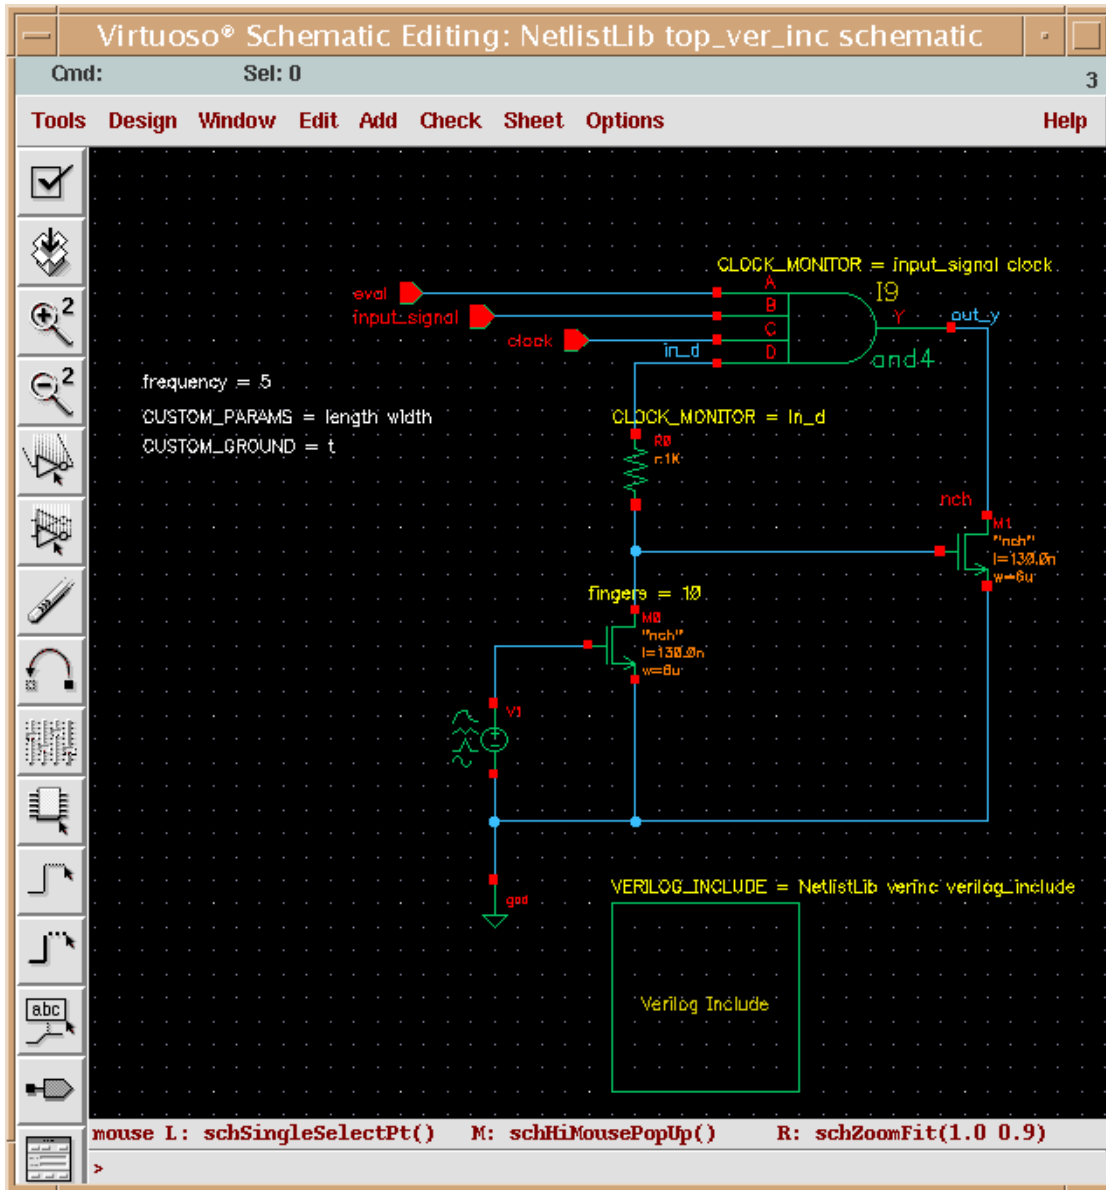 Virtuoso® Schematic Editing: NetlistLib top_ver_inc schematic
Cmd: Sel: 0 3
Tools Design Window Edit Add Check Sheet Options Help
2
2
abc
CLOCK_MONITOR = input_signal clock
eval
input_signal
clock
in_d
A
B
C
D
I9
Y
out_y
and4
frequency = .5
CUSTOM_PARAMS = length width
CUSTOM_GROUND = t
CLOCK_MONITOR = in_d
R0
r:1K
nch
M1
"nch"
l=130.0n
w=6u
fingers = 10
M0
"nch"
l=130.0n
w=6u
V1
gnd
VERILOG_INCLUDE = NetlistLib verinc verilog_include
Verilog Include
mouse L: schSingleSelectPt() M: schHiMousePopUp() R: schZoomFit(1.0 0.9)
>